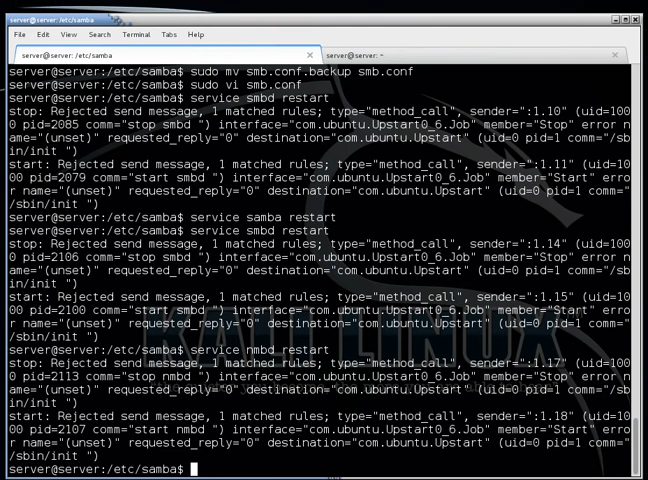 server@server: /etc/samba
File Edit View Search Terminal Tabs Help
server@server: /etc/samba
server@server: ~
server@server:/etc/samba$ sudo mv smb.conf.backup smb.conf
server@server:/etc/samba$ sudo vi smb.conf
server@server:/etc/samba$ service smbd restart
stop: Rejected send message, 1 matched rules; type="method_call", sender=":1.10" (uid=100
0 pid=2085 comm="stop smbd ") interface="com.ubuntu.Upstart0_6.Job" member="Stop" error n
ame="(unset)" requested_reply="0" destination="com.ubuntu.Upstart" (uid=0 pid=1 comm="/sb
in/init ")
start: Rejected send message, 1 matched rules; type="method_call", sender=":1.11" (uid=10
00 pid=2079 comm="start smbd ") interface="com.ubuntu.Upstart0_6.Job" member="Start" erro
r name="(unset)" requested_reply="0" destination="com.ubuntu.Upstart" (uid=0 pid=1 comm="
/sbin/init ")
server@server:/etc/samba$ service samba restart
server@server:/etc/samba$ service smbd restart
stop: Rejected send message, 1 matched rules; type="method_call", sender=":1.14" (uid=100
0 pid=2106 comm="stop smbd ") interface="com.ubuntu.Upstart0_6.Job" member="Stop" error n
ame="(unset)" requested_reply="0" destination="com.ubuntu.Upstart" (uid=0 pid=1 comm="/sb
in/init ")
start: Rejected send message, 1 matched rules; type="method_call", sender=":1.15" (uid=10
00 pid=2100 comm="start smbd ") interface="com.ubuntu.Upstart0_6.Job" member="Start" erro
r name="(unset)" requested_reply="0" destination="com.ubuntu.Upstart" (uid=0 pid=1 comm="
/sbin/init ")
KALI LINUX
server@server:/etc/samba$ service nmbd restart
stop: Rejected send message, 1 matched rules; type="method_call", sender=":1.17" (uid=100
0 pid=2113 comm="stop nmbd ") interface="com.ubuntu.Upstart0_6.Job" member="Stop" error n
ame="(unset)" requested_reply="0" destination="com.ubuntu.Upstart" (uid=0 pid=1 comm="/sb
in/init ")
start: Rejected send message, 1 matched rules; type="method_call", sender=":1.18" (uid=10
00 pid=2107 comm="start nmbd ") interface="com.ubuntu.Upstart0_6.Job" member="Start" erro
r name="(unset)" requested_reply="0" destination="com.ubuntu.Upstart" (uid=0 pid=1 comm="
/sbin/init ")
server@server:/etc/samba$